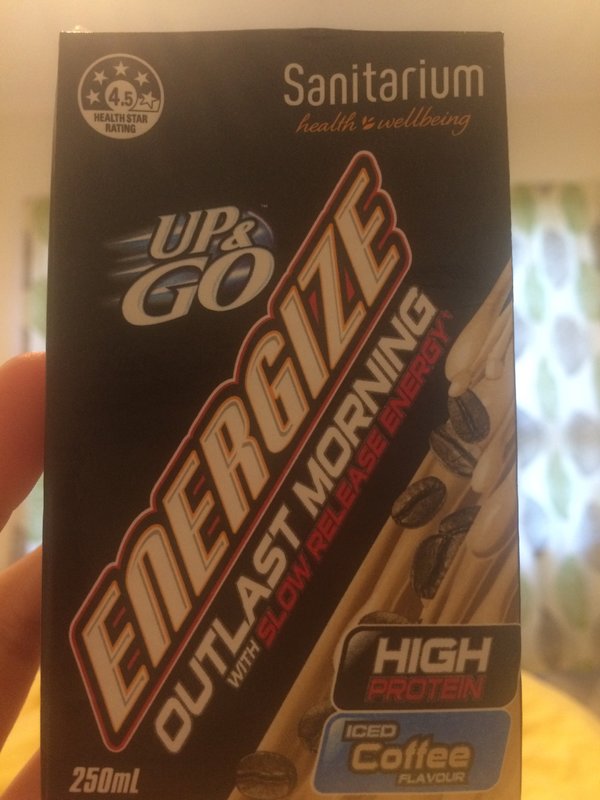 4.5
HEALTH STAR
RATING
Sanitarium
health wellbeing
UP&
GO™
ENERGIZE
OUTLAST MORNING
WITH SLOW RELEASE ENERGY†
HIGH
PROTEIN
ICED
Coffee
FLAVOUR
250mL